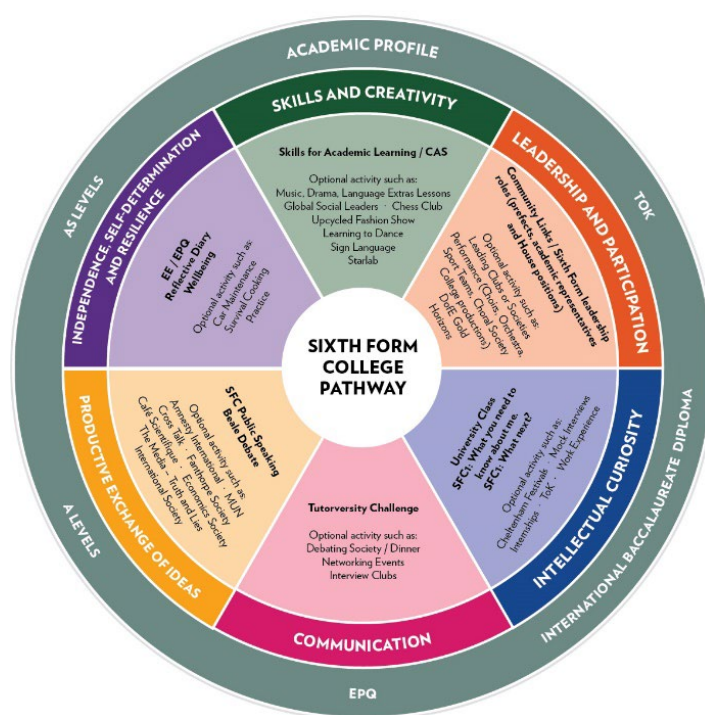 ACADEMIC PROFILE
TOK
INTERNATIONAL BACCALAUREATE DIPLOMA
EPQ
A LEVELS
AS LEVELS
SKILLS AND CREATIVITY
Skills for Academic Learning / CAS
Optional activity such as:
Music, Drama, Language Extras Lessons
Global Social Leaders · Chess Club
Upcycled Fashion Show
Learning to Dance
Sign Language
Starlab
LEADERSHIP AND PARTICIPATION
Community Links / Sixth Form leadership
roles (prefects, academic representatives
and House positions)
Optional activity such as:
Leading Clubs or Societies
Performance (Choirs, Orchestra,
Sport Teams, Choral Society
College Productions)
DofE Gold
Horizons
INTELLECTUAL CURIOSITY
University Class
SFC1: What you need to
know about me.
SFC1: What next?
Optional activity such as:
Cheltenham Festivals · Mock Interviews
Internships · ToK · Work Experience
COMMUNICATION
Tutorversity Challenge
Optional activity such as:
Debating Society / Dinner
Networking Events
Interview Clubs
PRODUCTIVE EXCHANGE OF IDEAS
SFC Public Speaking
Beale Debate
Optional activity such as:
Amnesty International · MUN
Cross Talk · Fanthorpe Society
Café Scientifique · Economics Society
The Media – Truth and Lies
International Society
INDEPENDENCE, SELF-DETERMINATION
AND RESILIENCE
EE / EPQ
Reflective Diary
Wellbeing
Optional activity such as:
Car Maintenance
Survival Cooking
Practice
SIXTH FORM
COLLEGE
PATHWAY